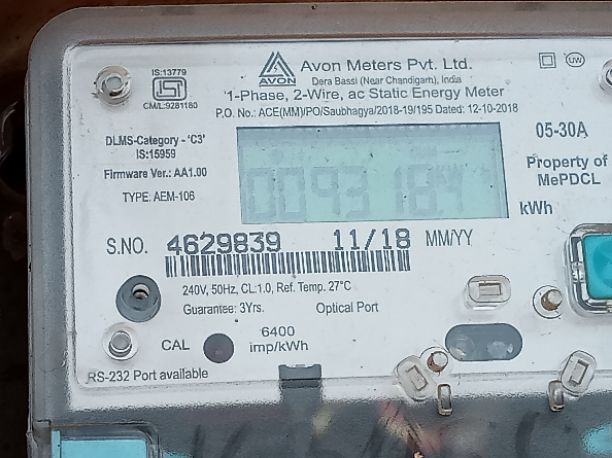 IS:13779
ISI
CM/L:9281180
AVON
Avon Meters Pvt. Ltd.
Dera Bassi (Near Chandigarh), India
1-Phase, 2-Wire, ac Static Energy Meter
P.O. No.: ACE(MM)/PO/Saubhagya/2018-19/195 Dated: 12-10-2018
UW
DLMS-Category - 'C3'
IS:15959
Firmware Ver.: AA1.00
TYPE: AEM-106
05-30A
Property of
MePDCL
kWh
S.NO. 4629839 11/18 MM/YY
240V, 50Hz, CL:1.0, Ref. Temp. 27°C
Guarantee: 3Yrs. Optical Port
CAL
6400
imp/kWh
RS-232 Port available